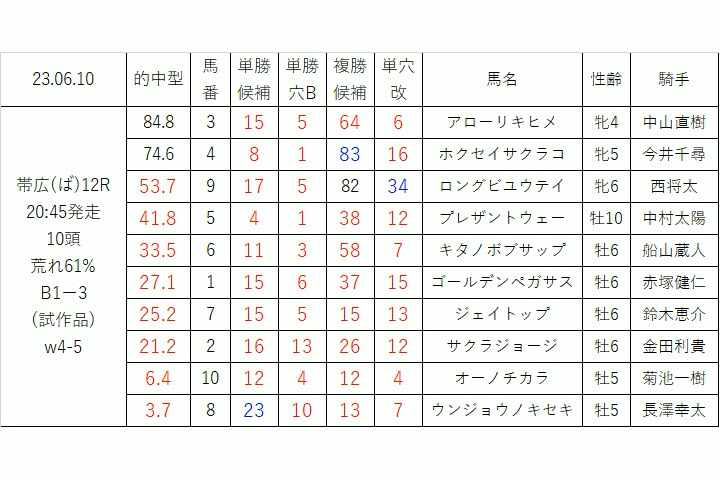 23.06.10 的中型 馬番 単勝候補 単勝穴B 複勝候補 単穴改 馬名 性齢 騎手
帯広(ば)12R
20:45発走
10頭
荒れ61%
B1ー3
(試作品)
w4-5
84.8 3 15 5 64 6 アローリキヒメ 牝4 中山直樹
74.6 4 8 1 83 16 ホクセイサクラコ 牝5 今井千尋
53.7 9 17 5 82 34 ロングビユウテイ 牝6 西将太
41.8 5 4 1 38 12 プレザントウェー 牡10 中村太陽
33.5 6 11 3 58 7 キタノボブサップ 牡6 船山蔵人
27.1 1 15 6 37 15 ゴールデンペガサス 牡6 赤塚健仁
25.2 7 15 5 15 13 ジェイトップ 牡6 鈴木恵介
21.2 2 16 13 26 12 サクラジョージ 牡6 金田利貴
6.4 10 12 4 12 4 オーノチカラ 牡5 菊池一樹
3.7 8 23 10 13 7 ウンジョウノキセキ 牡5 長澤幸太